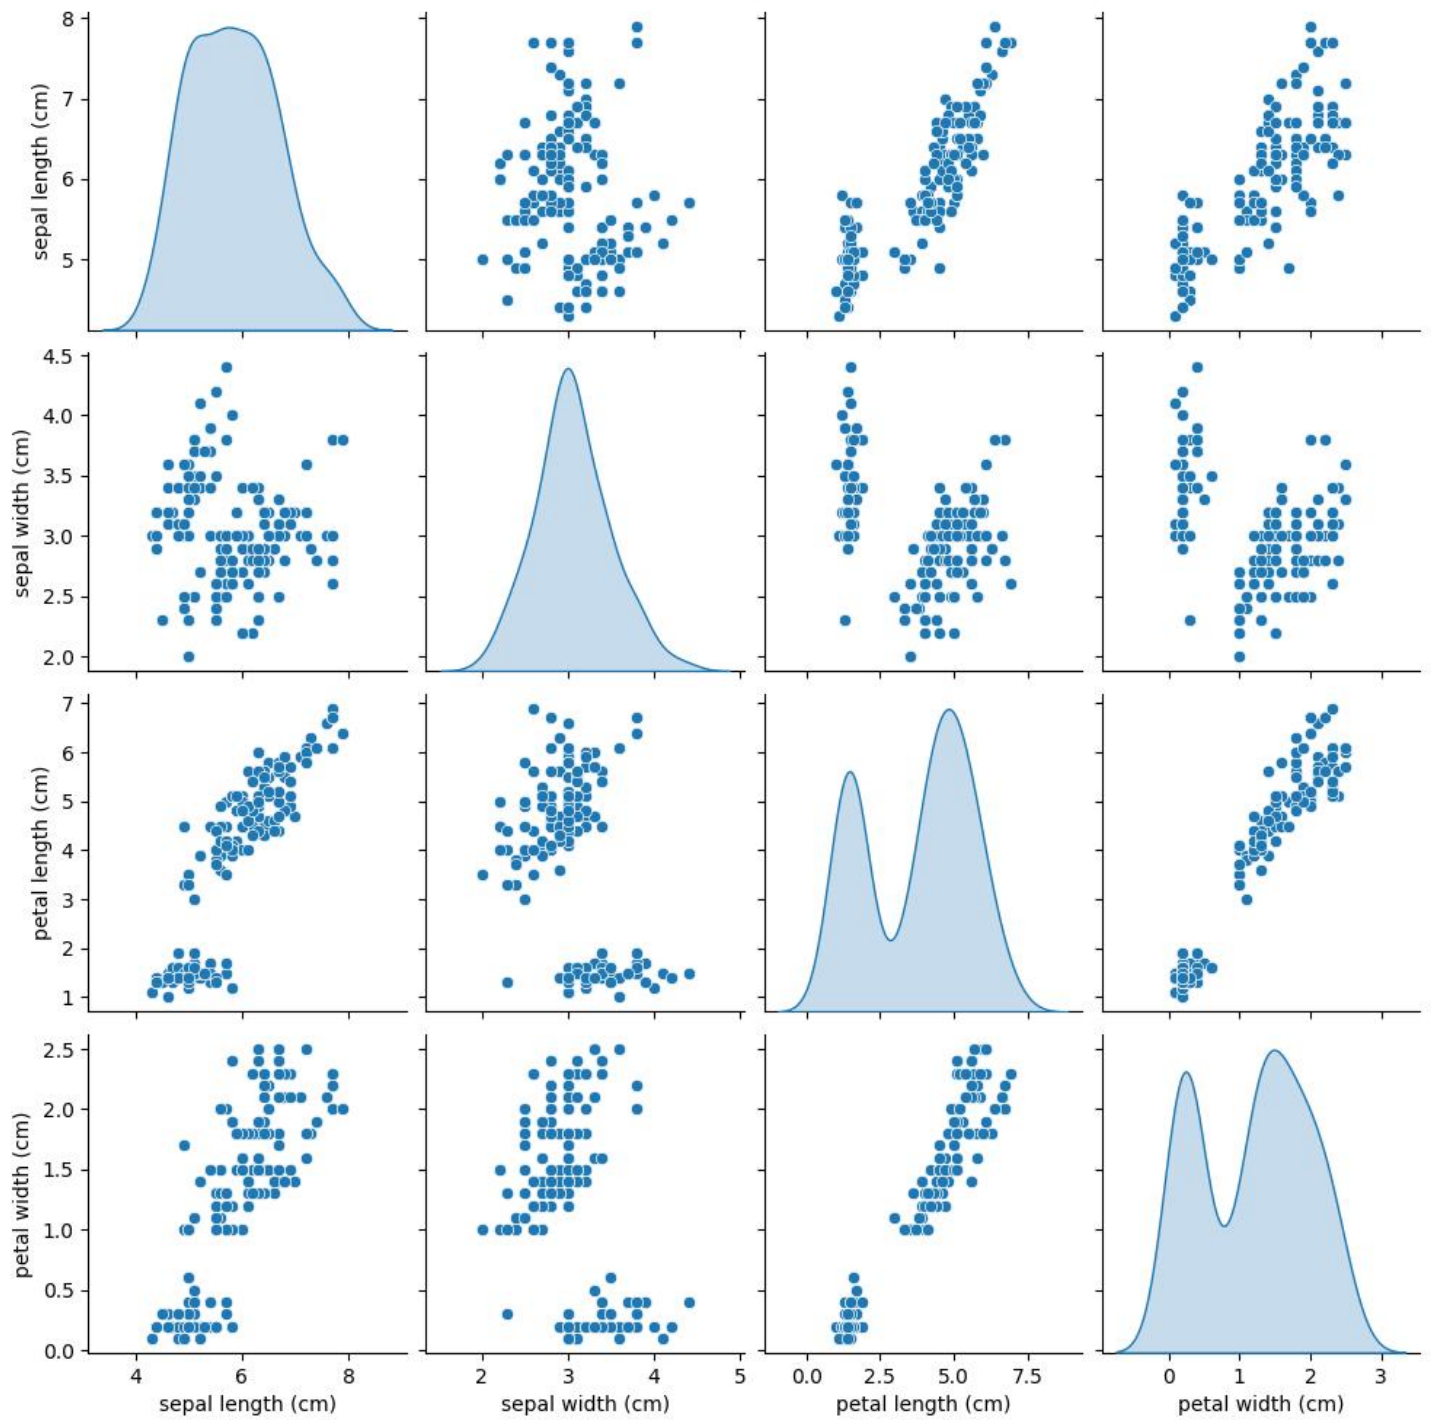 8
7
6
5
sepal length (cm)
4.5
4.0
3.5
3.0
2.5
2.0
sepal width (cm)
7
6
5
4
3
2
1
petal length (cm)
2.5
2.0
1.5
1.0
0.5
0.0
petal width (cm)
4 6 8
sepal length (cm)
2 3 4 5
sepal width (cm)
0.0 2.5 5.0 7.5
petal length (cm)
0 1 2 3
petal width (cm)